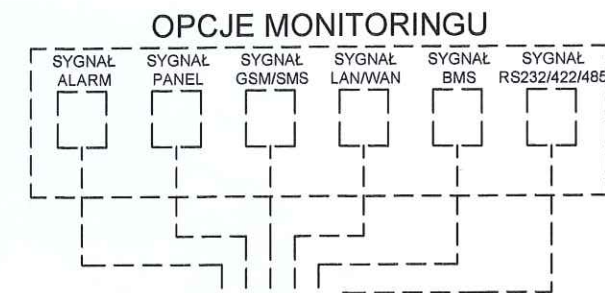 OPCJE MONITORINGU
SYGNAŁ ALARM
SYGNAŁ PANEL
SYGNAŁ GSM/SMS
SYGNAŁ LAN/WAN
SYGNAŁ BMS
SYGNAŁ RS232/422/485